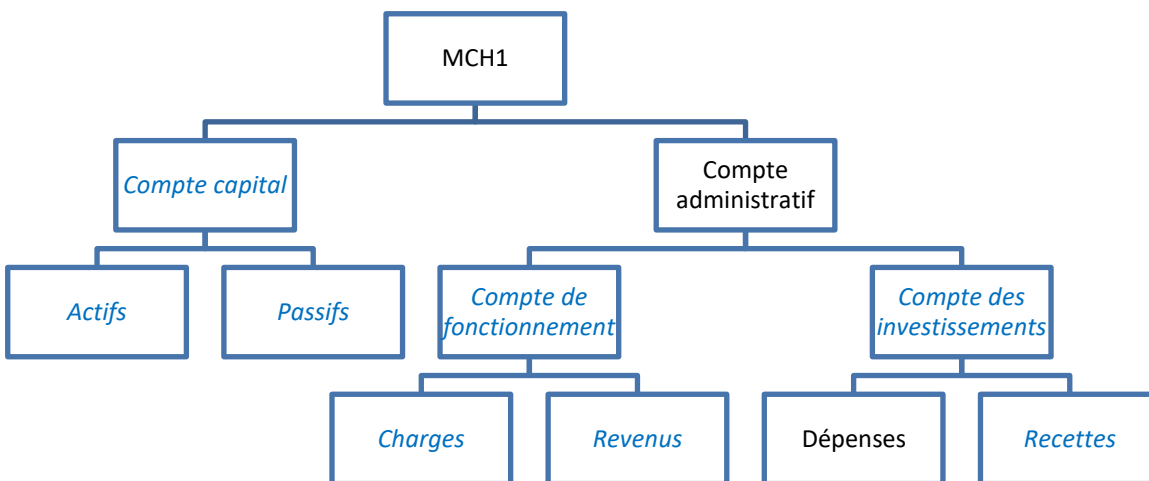 MCH1
Compte capital
Compte
administratif
Actifs
Passifs
Compte de
fonctionnement
Compte des
investissements
Charges
Revenus
Dépenses
Recettes